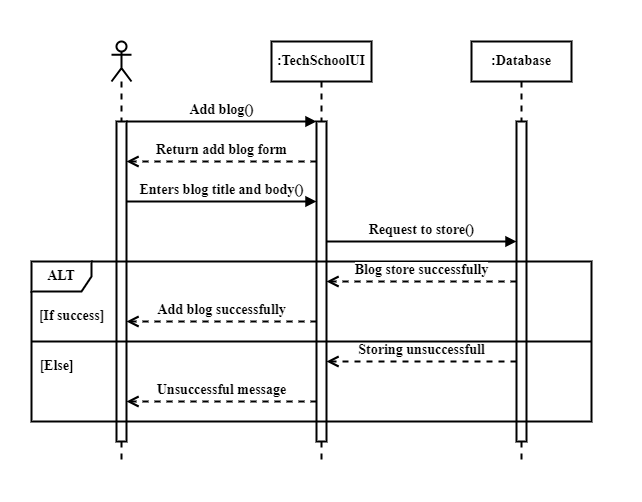 :TechSchoolUI
:Database
Add blog()
Return add blog form
Enters blog title and body()
Request to store()
ALT
Blog store successfully
Add blog successfully
[If success]
Storing unsuccessfull
[Else]
Unsuccessful message